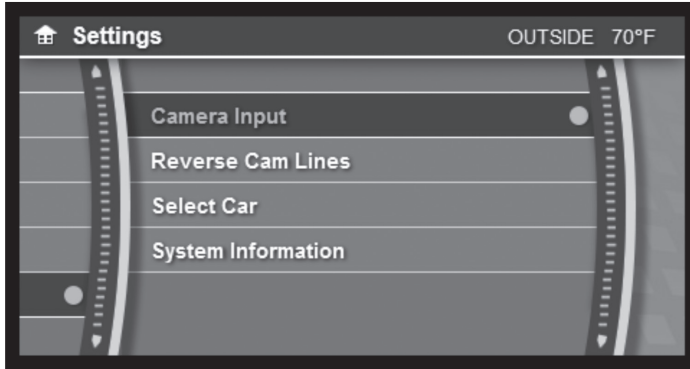 Settings
OUTSIDE 70°F
Camera Input
Reverse Cam Lines
Select Car
System Information